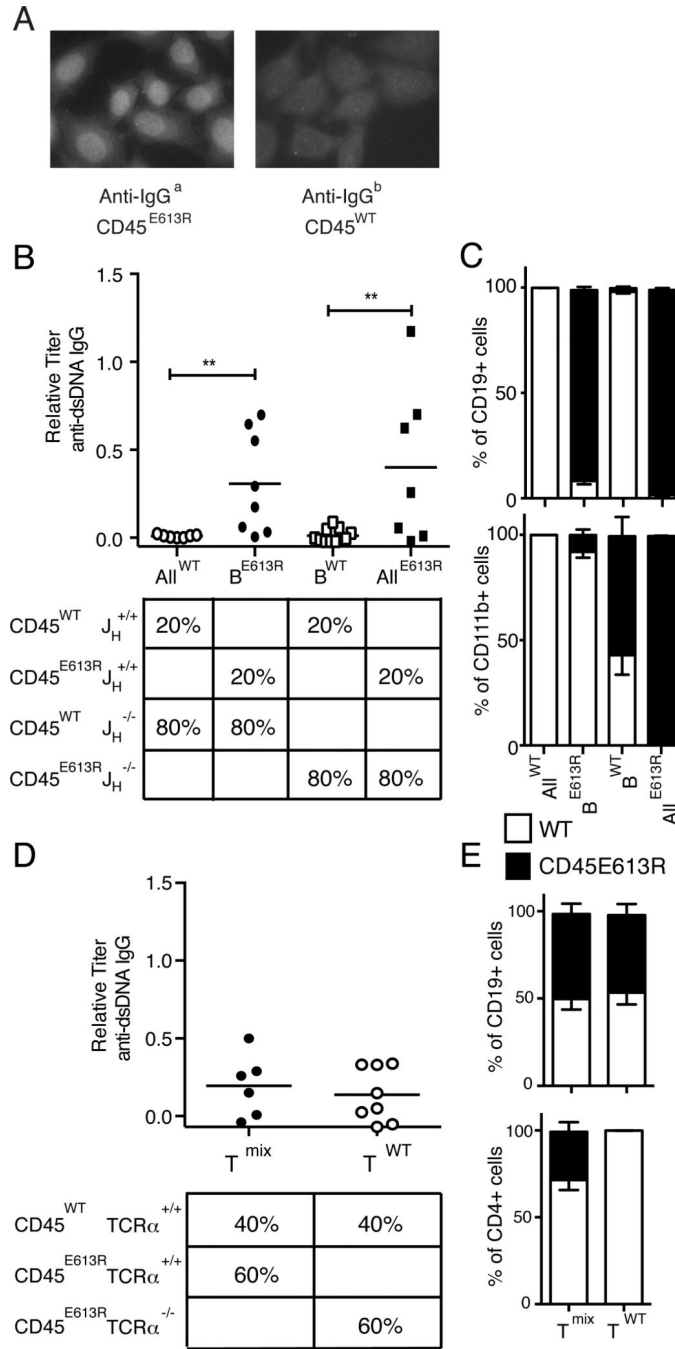 A
Anti-IgG^a
CD45^E613R
Anti-IgG^b
CD45^WT
B
Relative Titer
anti-dsDNA IgG
1.5
1.0
0.5
0.0
**
**
All^WT B^E613R B^WT All^E613R
CD45^WT J_H^+/+ 20% 20%
CD45^E613R J_H^+/+ 20% 20%
CD45^WT J_H^-/- 80% 80%
CD45^E613R J_H^-/- 80% 80%
C
% of CD19+ cells
100
50
0
% of CD111b+ cells
100
50
0
WT All
E613R B
WT B
E613R All
WT
CD45E613R
D
Relative Titer
anti-dsDNA IgG
1.5
1.0
0.5
0.0
T^mix T^WT
CD45^WT TCRα^+/+ 40% 40%
CD45^E613R TCRα^+/+ 60%
CD45^E613R TCRα^-/- 60%
E
% of CD19+ cells
100
50
0
% of CD4+ cells
100
50
0
T^mix T^WT